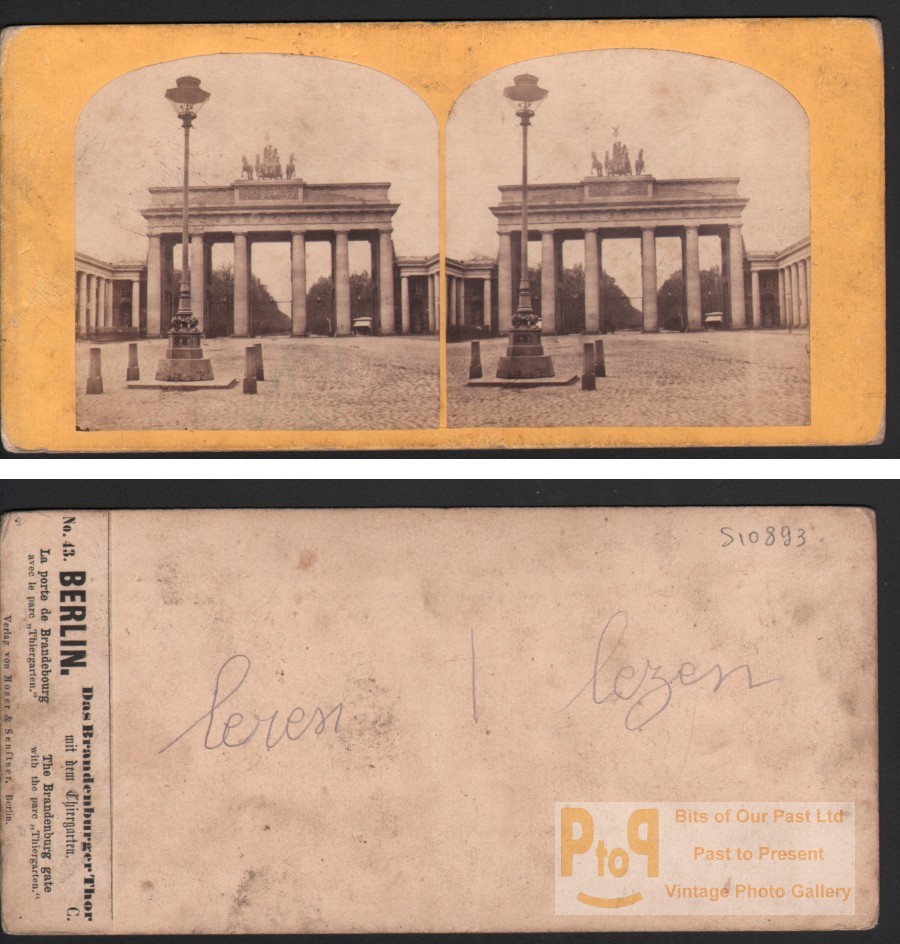 No. 43. BERLIN. Das Brandenburger Thor C.
mit dem Thiergarten.
La porte de Brandebourg
avec le parc „Thiergarten.“
The Brandenburg gate
with the parc „Thiergarten.“
Verlag von Moser & Senftner, Berlin.
S10893
leren | lezen
PtoP
Bits of Our Past Ltd
Past to Present
Vintage Photo Gallery